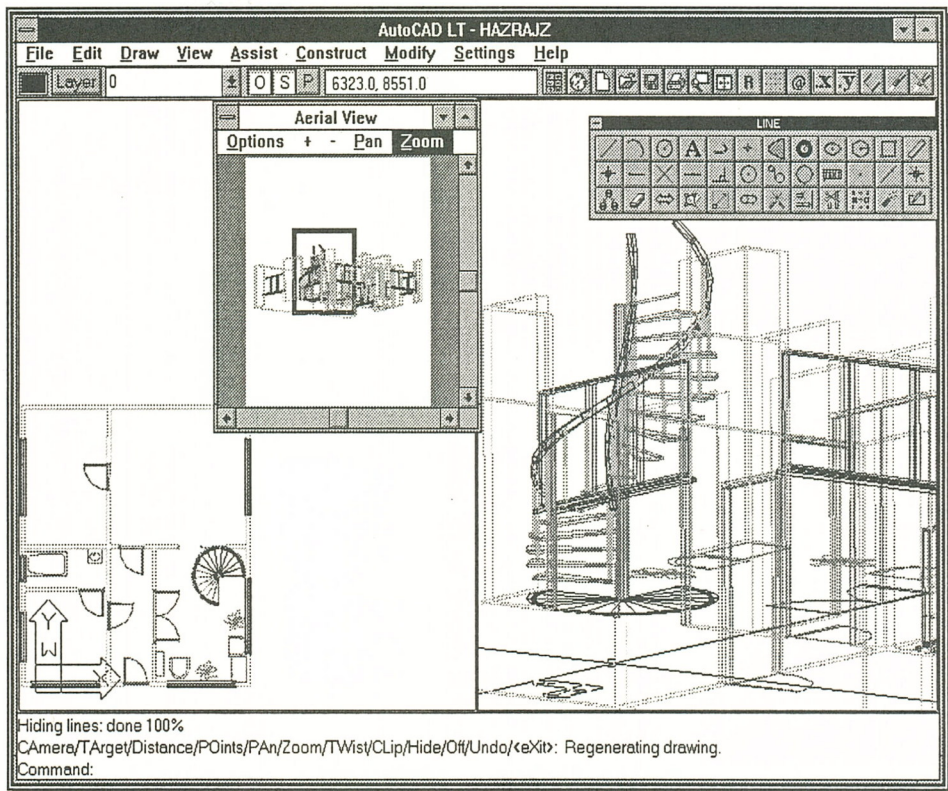 AutoCAD LT - HAZRAJZ
File Edit Draw View Assist Construct Modify Settings Help
Layer 0 O S P 6323.0, 8551.0 R @ .X .y
Aerial View
Options + - Pan Zoom
LINE
A
Y
W
X
Hiding lines: done 100%
CAmera/TArget/Distance/POints/PAn/Zoom/TWist/CLip/Hide/Off/Undo/<eXit>: Regenerating drawing.
Command: